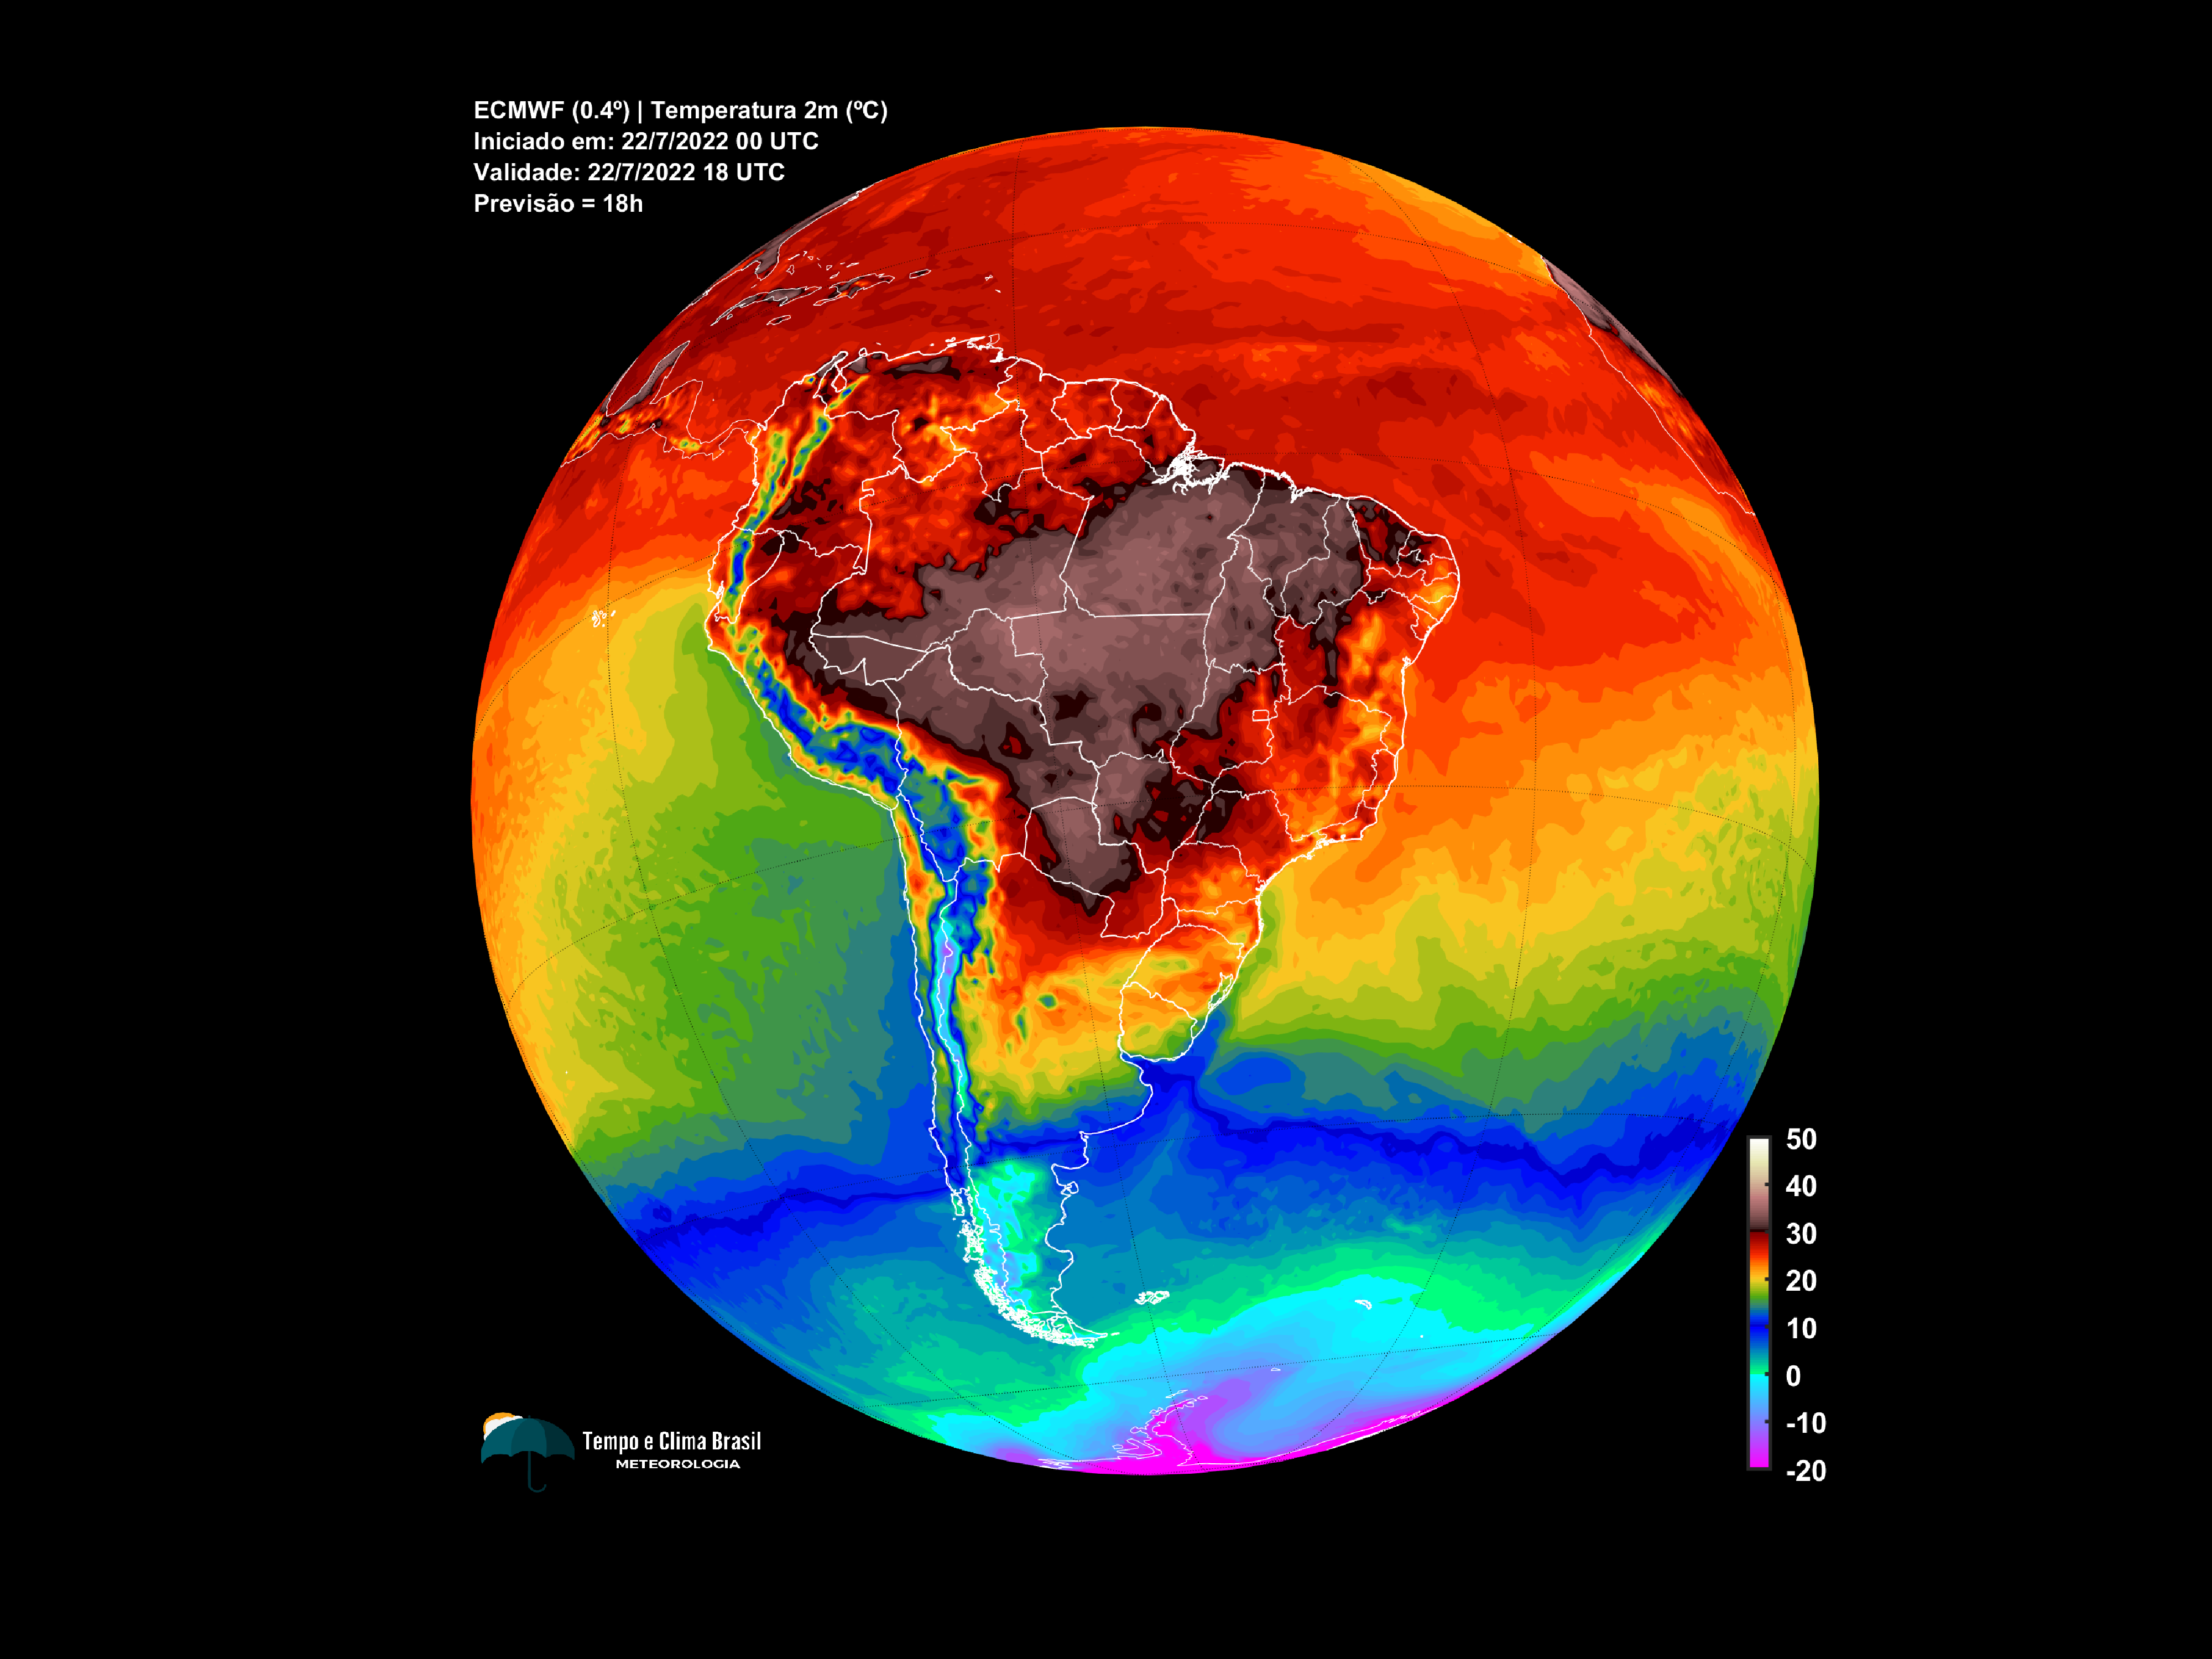 ECMWF (0.4º) | Temperatura 2m (ºC)
Iniciado em: 22/7/2022 00 UTC
Validade: 22/7/2022 18 UTC
Previsão = 18h
50
40
30
20
10
0
-10
-20
Tempo e Clima Brasil
METEOROLOGIA